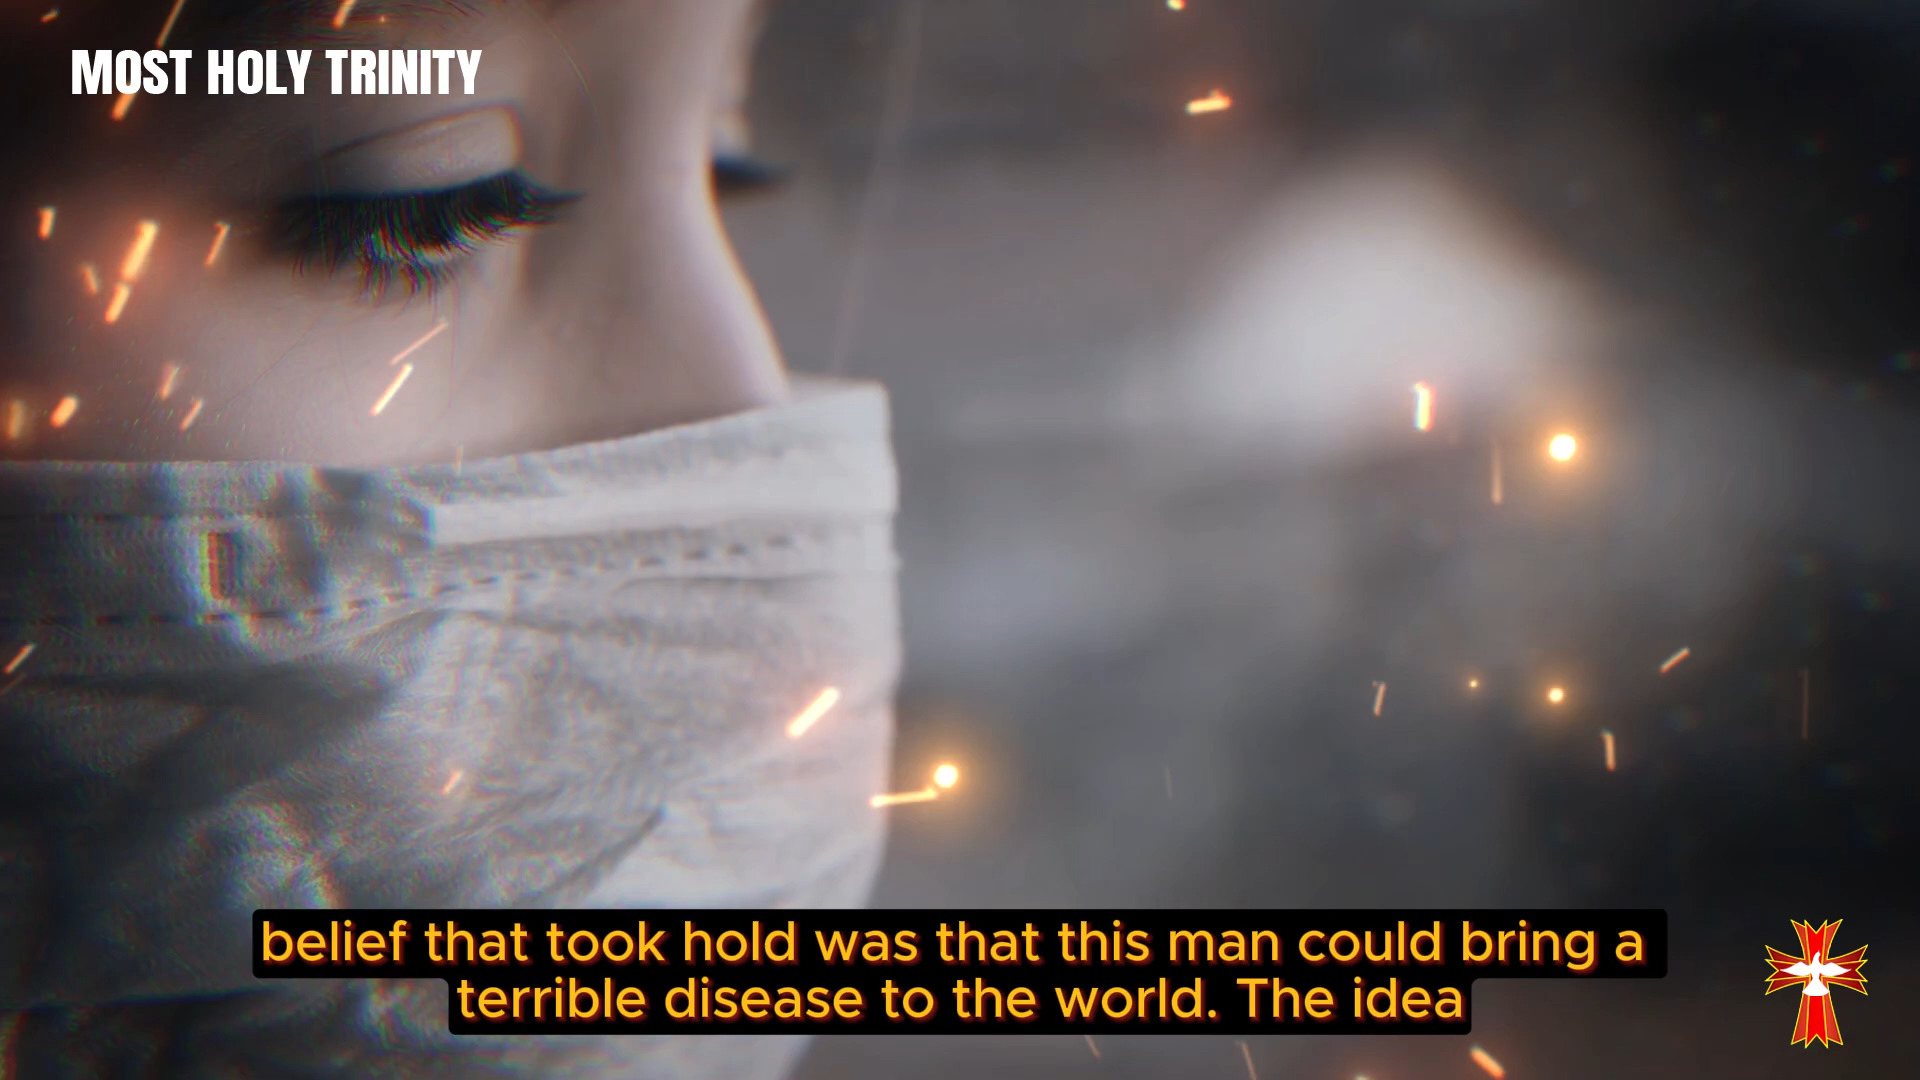 MOST HOLY TRINITY
belief that took hold was that this man could bring a
terrible disease to the world. The idea